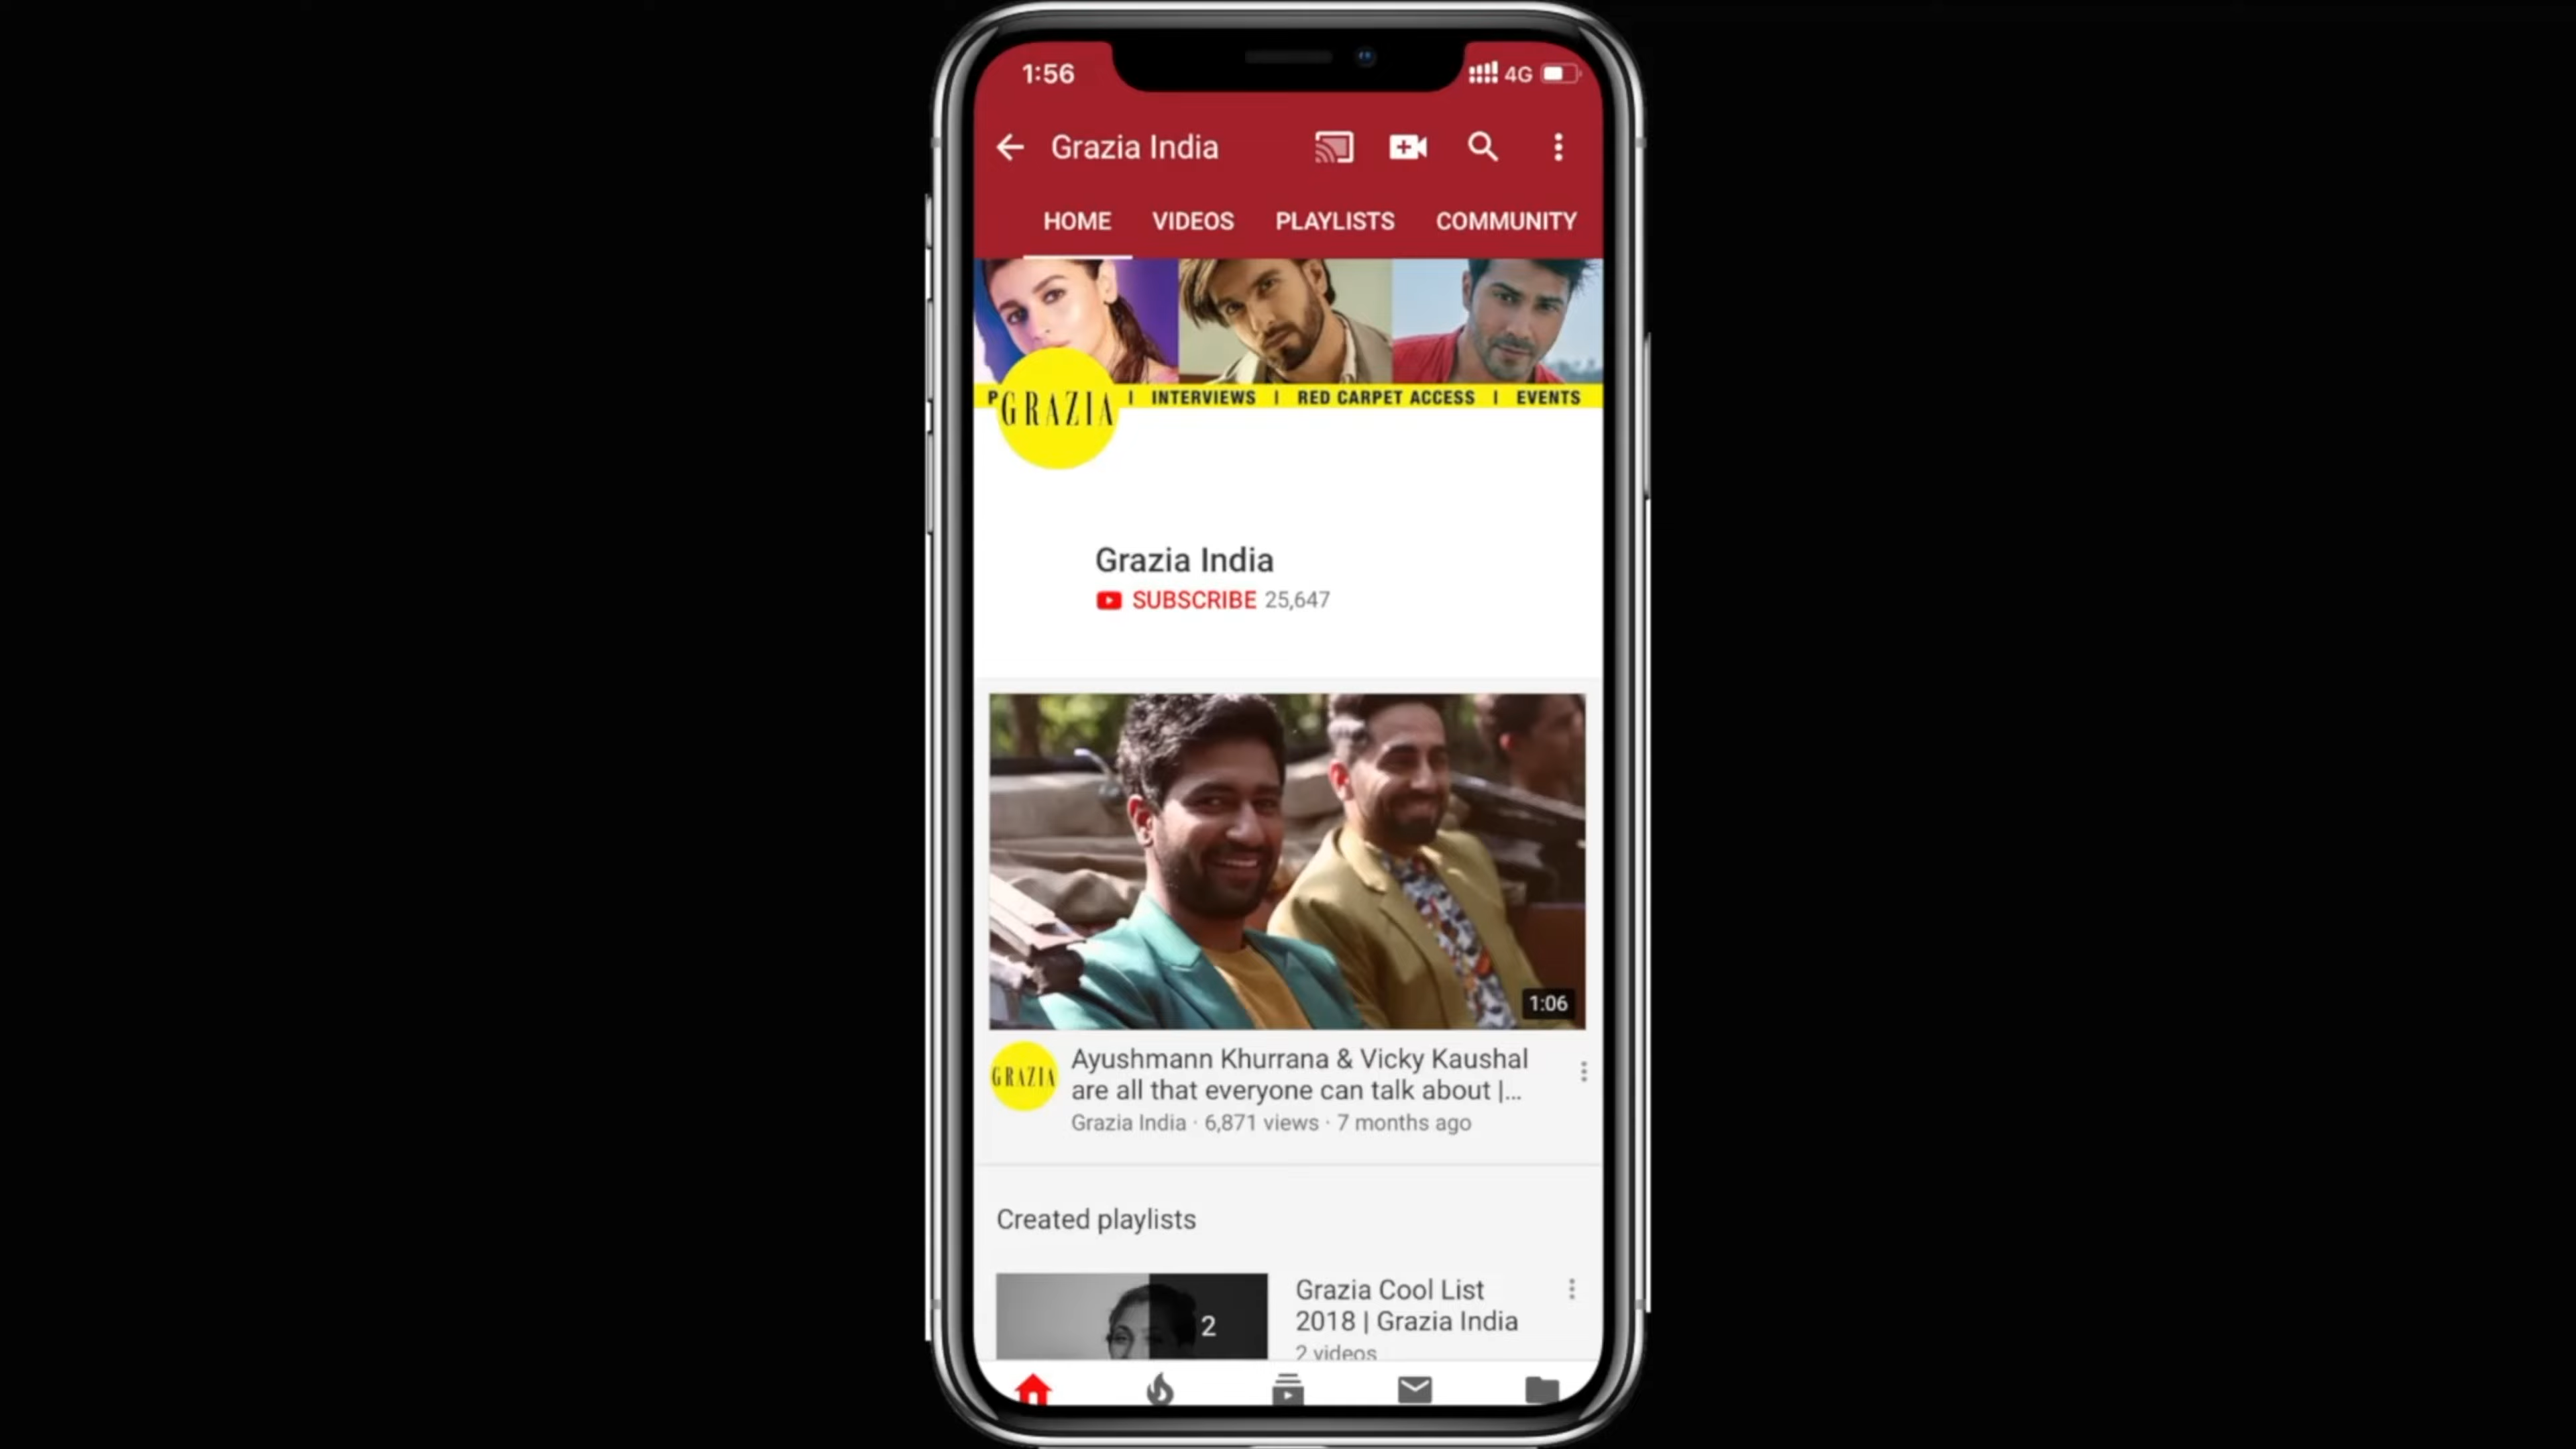 1:56
4G
Grazia India
HOME VIDEOS PLAYLISTS COMMUNITY
P
GRAZIA
| INTERVIEWS | RED CARPET ACCESS | EVENTS
Grazia India
SUBSCRIBE 25,647
1:06
GRAZIA
Ayushmann Khurrana & Vicky Kaushal
are all that everyone can talk about |...
Grazia India · 6,871 views · 7 months ago
Created playlists
2
Grazia Cool List
2018 | Grazia India
2 videos